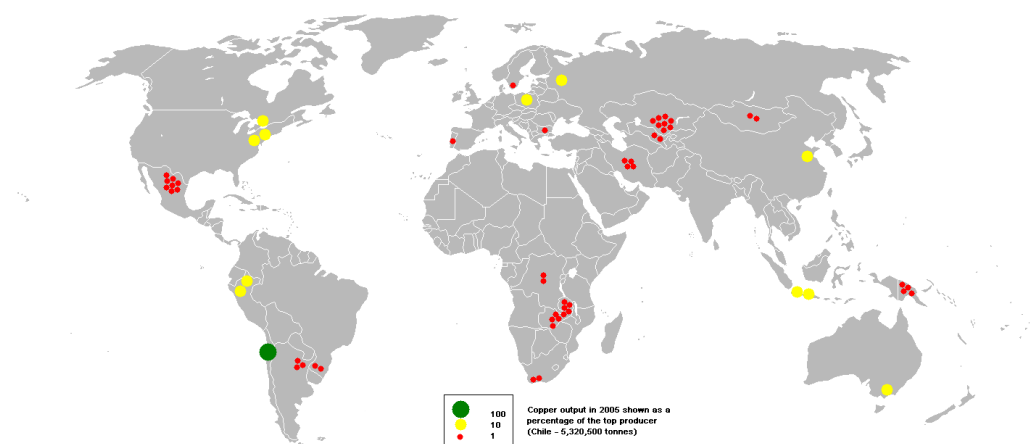 100
10
1
Copper output in 2005 shown as a
percentage of the top producer
(Chile - 5,320,500 tonnes)